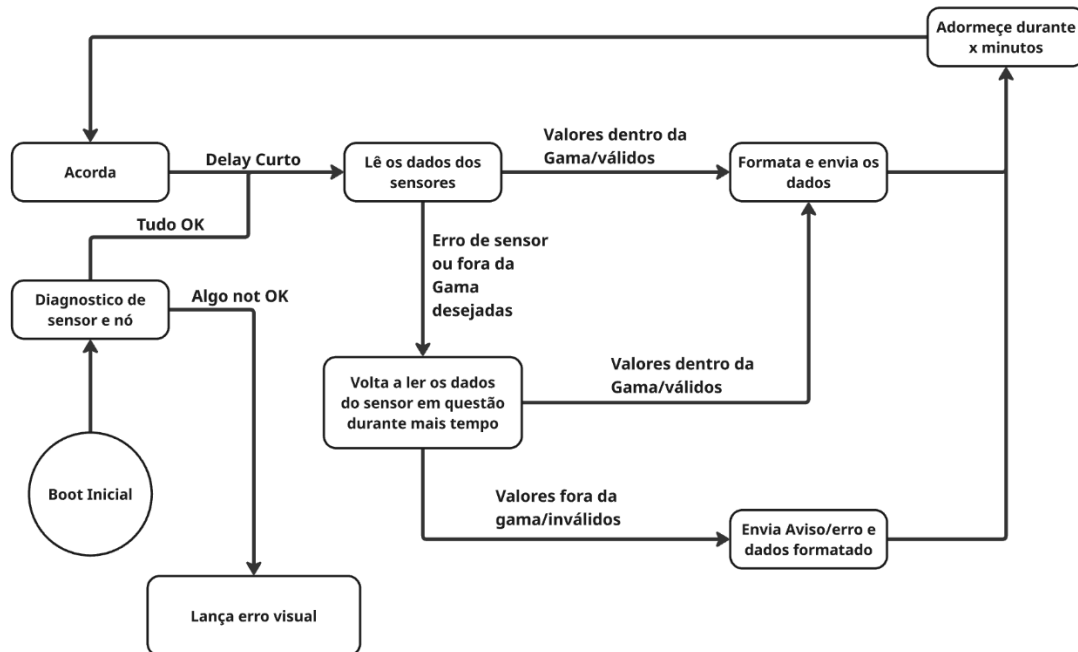 Adormeçe durante
x minutos
Acorda
Delay Curto
Lê os dados dos
sensores
Valores dentro da
Gama/válidos
Formata e envia os
dados
Tudo OK
Erro de sensor
ou fora da
Gama
desejadas
Diagnostico de
sensor e nó
Algo not OK
Volta a ler os dados
do sensor em questão
durante mais tempo
Valores dentro da
Gama/válidos
Boot Inicial
Valores fora da
gama/inválidos
Envia Aviso/erro e
dados formatado
Lança erro visual